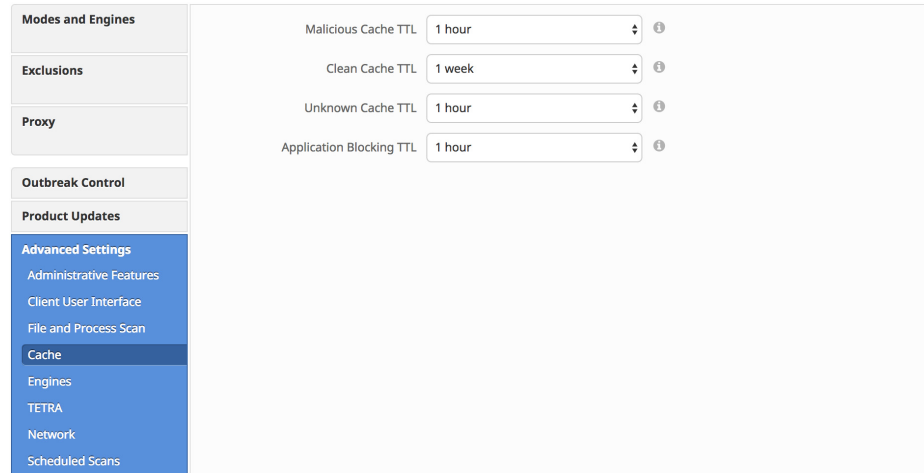 Modes and Engines
Exclusions
Proxy
Outbreak Control
Product Updates
Advanced Settings
Administrative Features
Client User Interface
File and Process Scan
Cache
Engines
TETRA
Network
Scheduled Scans
Malicious Cache TTL 1 hour
Clean Cache TTL 1 week
Unknown Cache TTL 1 hour
Application Blocking TTL 1 hour